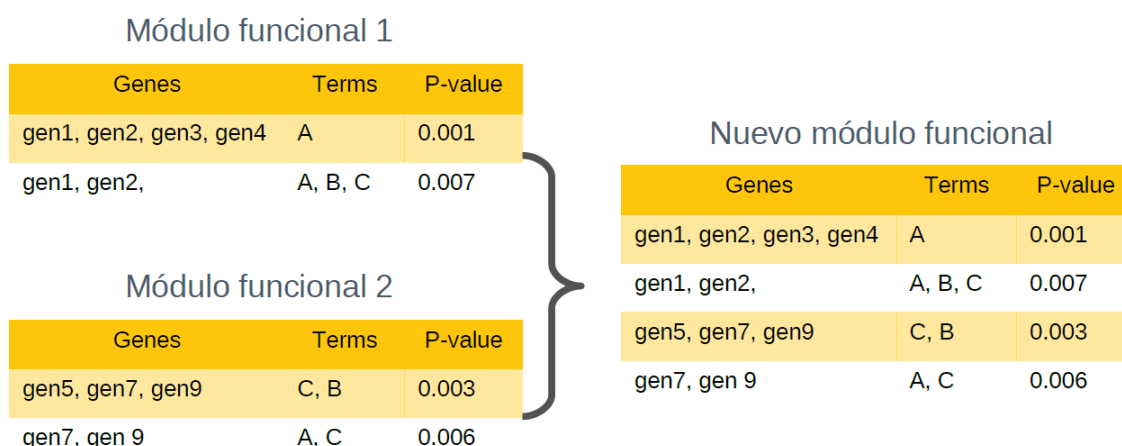 Módulo funcional 1
Genes Terms P-value
gen1, gen2, gen3, gen4 A 0.001
gen1, gen2, A, B, C 0.007
Módulo funcional 2
Genes Terms P-value
gen5, gen7, gen9 C, B 0.003
gen7, gen 9 A, C 0.006
Nuevo módulo funcional
Genes Terms P-value
gen1, gen2, gen3, gen4 A 0.001
gen1, gen2, A, B, C 0.007
gen5, gen7, gen9 C, B 0.003
gen7, gen 9 A, C 0.006